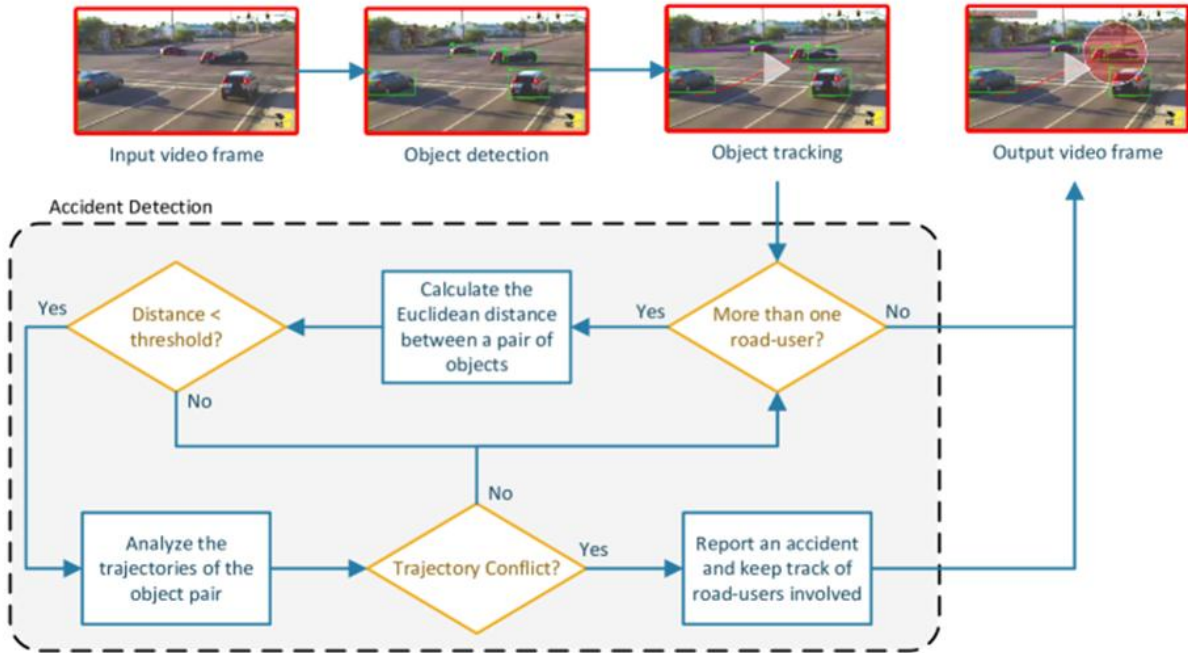 Input video frame
Object detection
Object tracking
Output video frame
Accident Detection
Yes
Distance <
threshold?
Calculate the
Euclidean distance
between a pair of
objects
Yes
More than one
road-user?
No
No
No
Analyze the
trajectories of the
object pair
Trajectory Conflict?
Yes
Report an accident
and keep track of
road-users involved